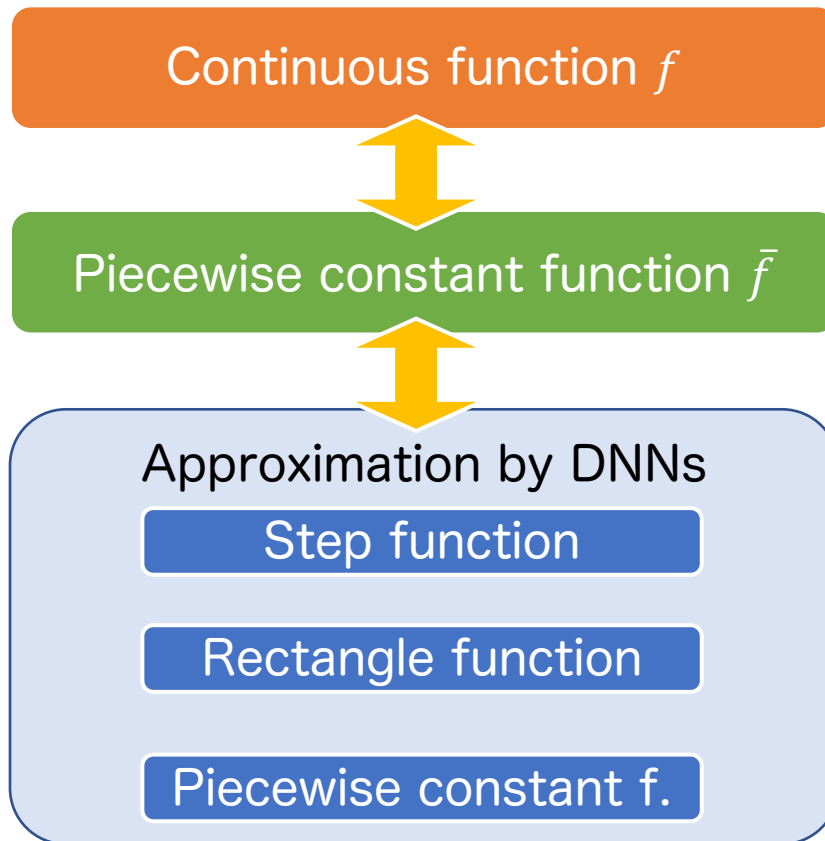 Continuous function f
Piecewise constant function f̄
Approximation by DNNs
Step function
Rectangle function
Piecewise constant f.